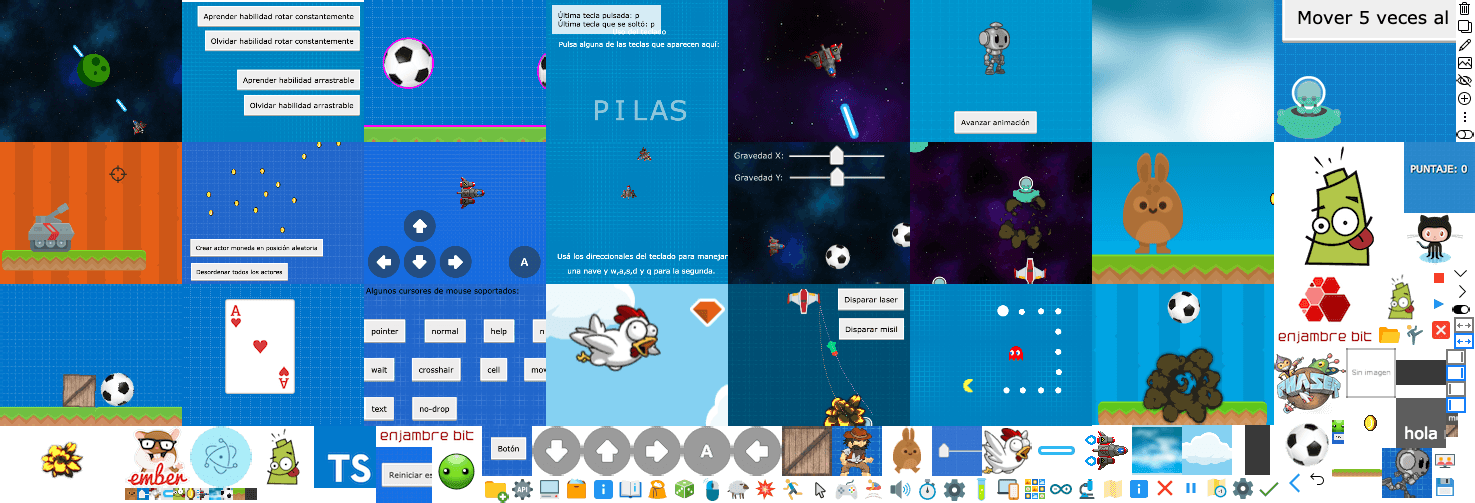 Aprender habilidad rotar constantemente
Olvidar habilidad rotar constantemente
Aprender habilidad arrastrable
Olvidar habilidad arrastrable
Última tecla pulsada: p
Última tecla que se soltó: p
Pulsa alguna de las teclas que aparecen aquí:
PILAS
Avanzar animación
Mover 5 veces al
Crear actor moneda en posición aleatoria
Desordenar todos los actores
A
Usá los direccionales del teclado para manejar
una nave y w,a,s,d y q para la segunda.
Gravedad X:
Gravedad Y:
PUNTAJE: 0
A
A
Algunos cursores de mouse soportados:
pointer
normal
help
n
wait
crosshair
cell
mov
text
no-drop
Disparar laser
Disparar misil
enjambre bit
PHASER
Sin imagen
hola
ember
TS
enjambre bit
Reiniciar es
Botón
A
API